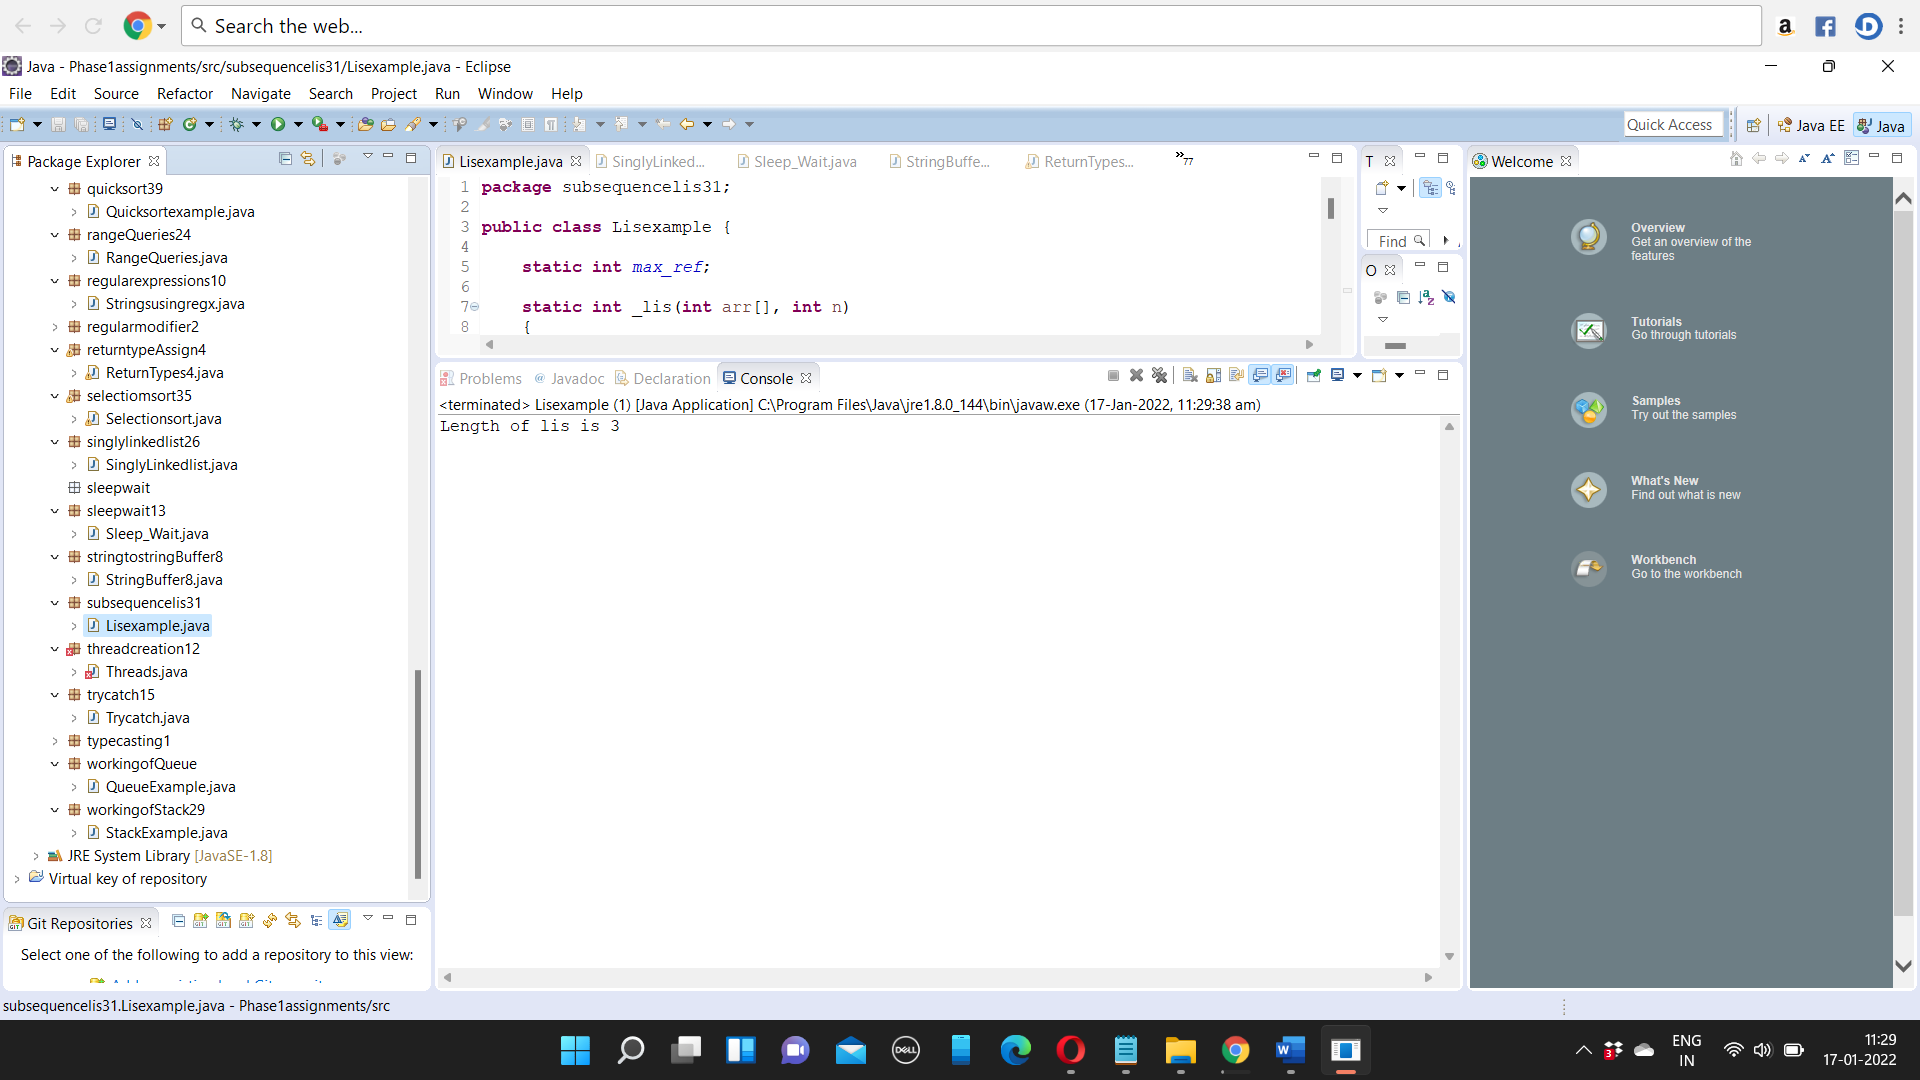 Search the web...
Java - Phase1assignments/src/subsequencelis31/Lisexample.java - Eclipse
File Edit Source Refactor Navigate Search Project Run Window Help
Quick Access
Java EE
Java
Package Explorer
quicksort39
Quicksortexample.java
rangeQueries24
RangeQueries.java
regularexpressions10
Stringsusingregx.java
regularmodifier2
returntypeAssign4
ReturnTypes4.java
selectiomsort35
Selectionsort.java
singlylinkedlist26
SinglyLinkedlist.java
sleepwait
sleepwait13
Sleep_Wait.java
stringtostringBuffer8
StringBuffer8.java
subsequencelis31
Lisexample.java
threadcreation12
Threads.java
trycatch15
Trycatch.java
typecasting1
workingofQueue
QueueExample.java
workingofStack29
StackExample.java
JRE System Library [JavaSE-1.8]
Virtual key of repository
Git Repositories
Select one of the following to add a repository to this view:
Lisexample.java SinglyLinked... Sleep_Wait.java StringBuffe... ReturnTypes... »77
1 package subsequencelis31;
2
3 public class Lisexample {
4
5 static int max_ref;
6
7 static int _lis(int arr[], int n)
8 {
T
Find
O
Problems @ Javadoc Declaration Console
<terminated> Lisexample (1) [Java Application] C:\Program Files\Java\jre1.8.0_144\bin\javaw.exe (17-Jan-2022, 11:29:38 am)
Length of lis is 3
Welcome
Overview
Get an overview of the
features
Tutorials
Go through tutorials
Samples
Try out the samples
What's New
Find out what is new
Workbench
Go to the workbench
subsequencelis31.Lisexample.java - Phase1assignments/src
DELL
3
ENG
IN
11:29
17-01-2022